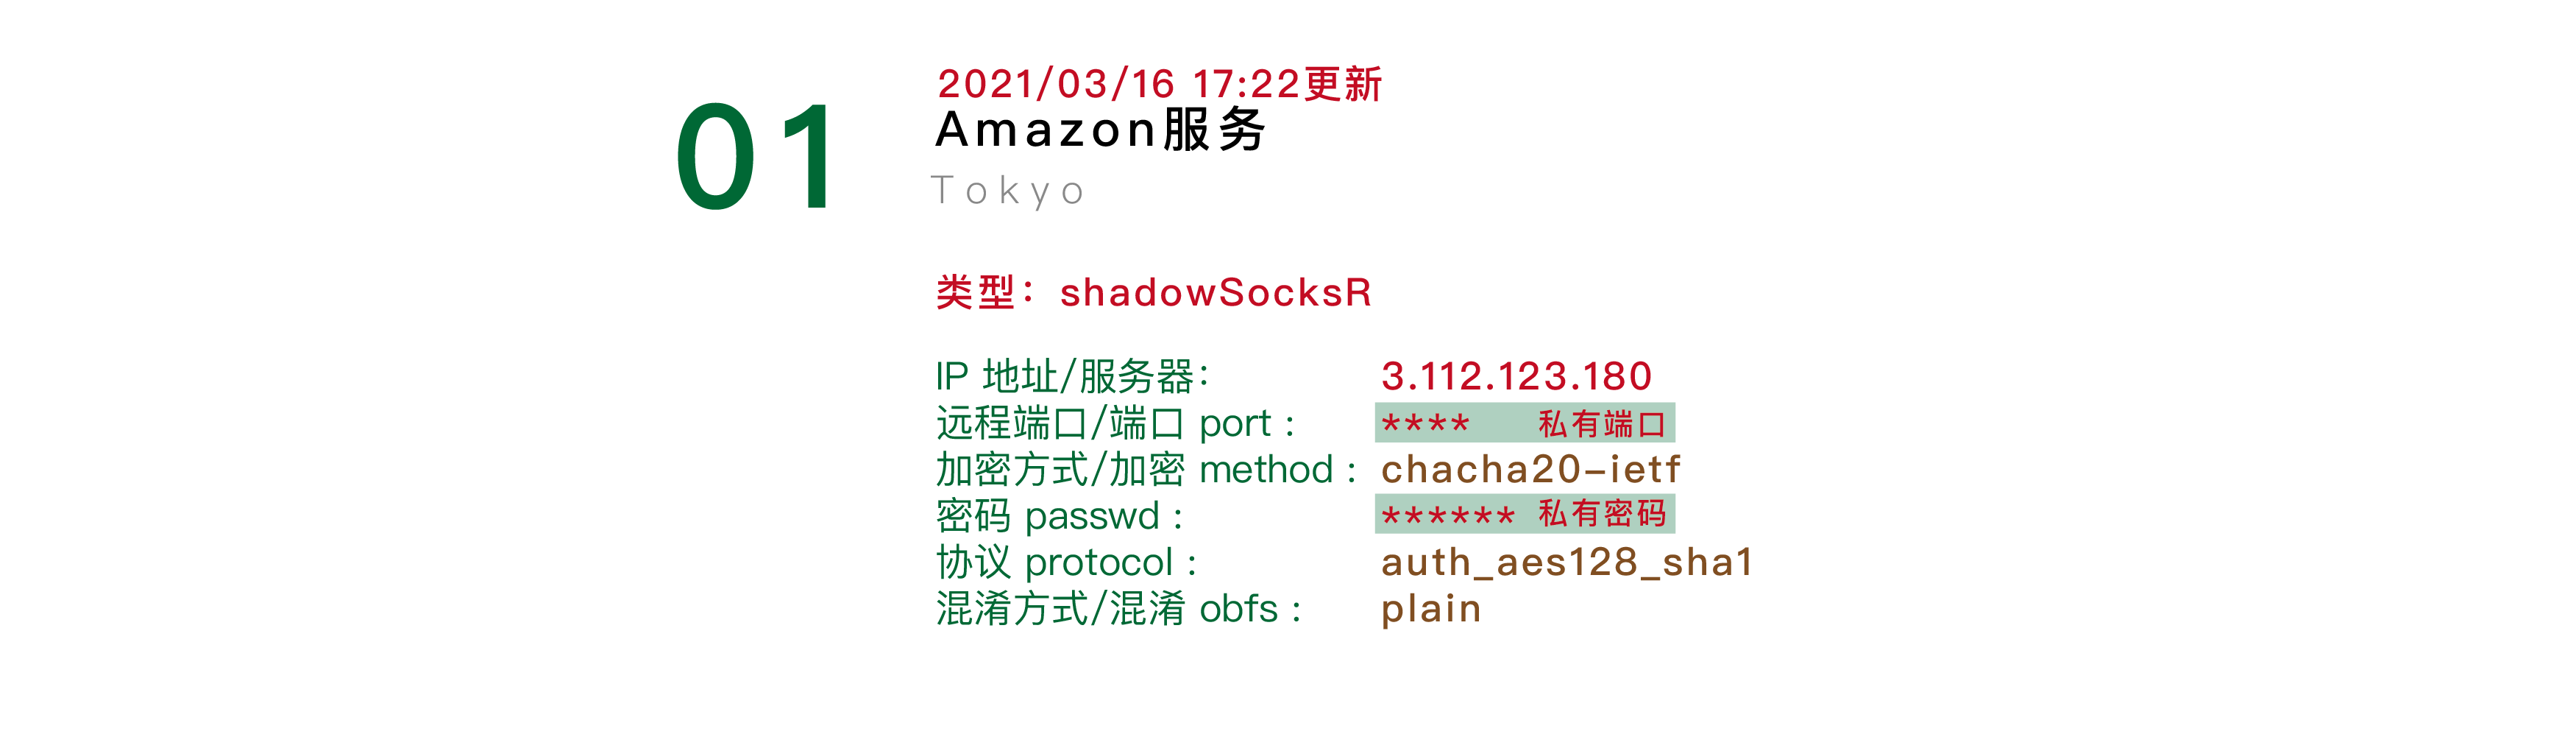 01
2021/03/16 17:22更新
Amazon服务
Tokyo
类型：shadowSocksR
IP 地址/服务器： 3.112.123.180
远程端口/端口 port： **** 私有端口
加密方式/加密 method： chacha20-ietf
密码 passwd： ****** 私有密码
协议 protocol： auth_aes128_sha1
混淆方式/混淆 obfs： plain